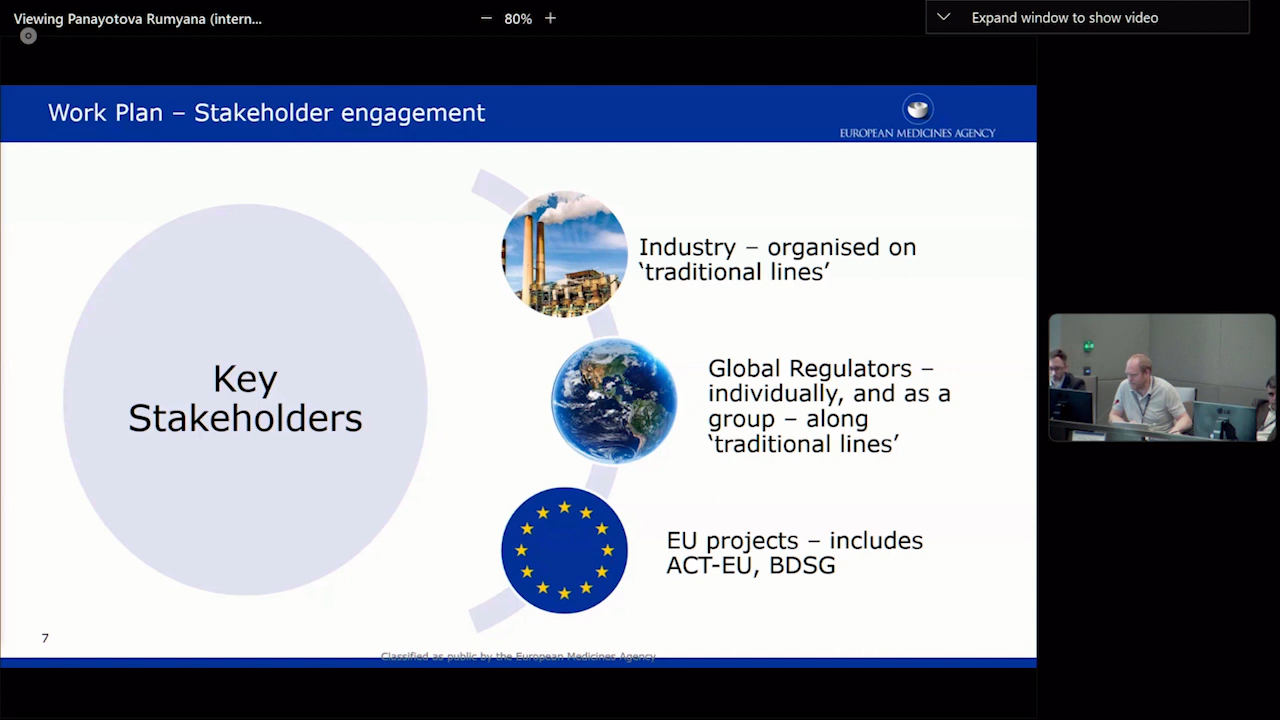 Viewing Panayotova Rumyana (intern...
80%
Expand window to show video
Work Plan – Stakeholder engagement
EUROPEAN MEDICINES AGENCY
Key
Stakeholders
Industry – organised on
‘traditional lines’
Global Regulators –
individually, and as a
group – along
‘traditional lines’
EU projects – includes
ACT-EU, BDSG
7
Classified as public by the European Medicines Agency